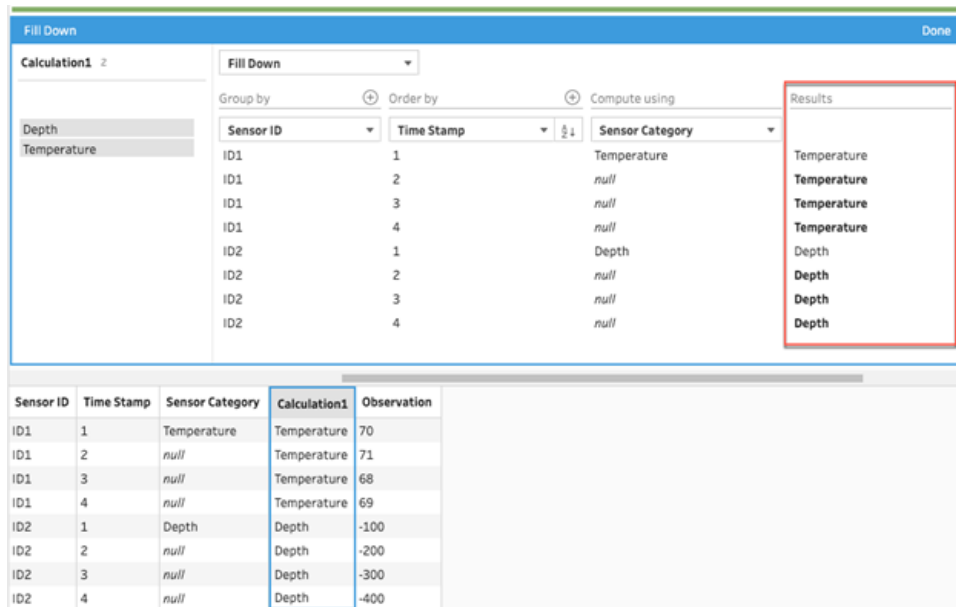 Fill Down Done
Calculation1 2 Fill Down
Group by Order by Compute using Results
Depth Sensor ID Time Stamp Sensor Category
Temperature ID1 1 Temperature Temperature
ID1 2 null Temperature
ID1 3 null Temperature
ID1 4 null Temperature
ID2 1 Depth Depth
ID2 2 null Depth
ID2 3 null Depth
ID2 4 null Depth
Sensor ID Time Stamp Sensor Category Calculation1 Observation
ID1 1 Temperature Temperature 70
ID1 2 null Temperature 71
ID1 3 null Temperature 68
ID1 4 null Temperature 69
ID2 1 Depth Depth -100
ID2 2 null Depth -200
ID2 3 null Depth -300
ID2 4 null Depth -400